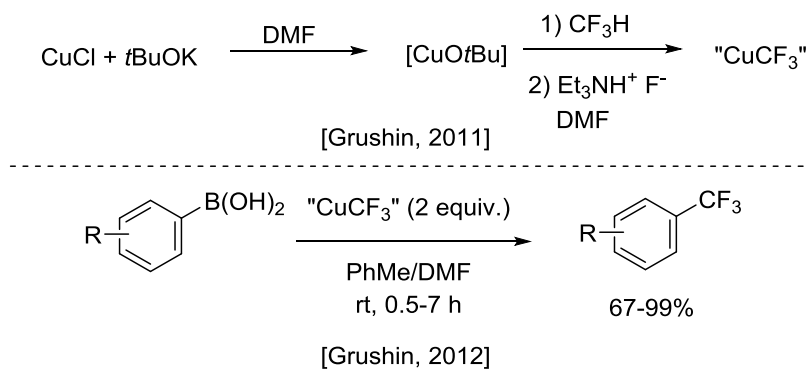 CuCl + tBuOK
DMF
[CuOtBu]
1) CF3H
2) Et3NH+ F-
DMF
"CuCF3"
[Grushin, 2011]
R
B(OH)2
"CuCF3" (2 equiv.)
PhMe/DMF
rt, 0.5-7 h
R
CF3
67-99%
[Grushin, 2012]